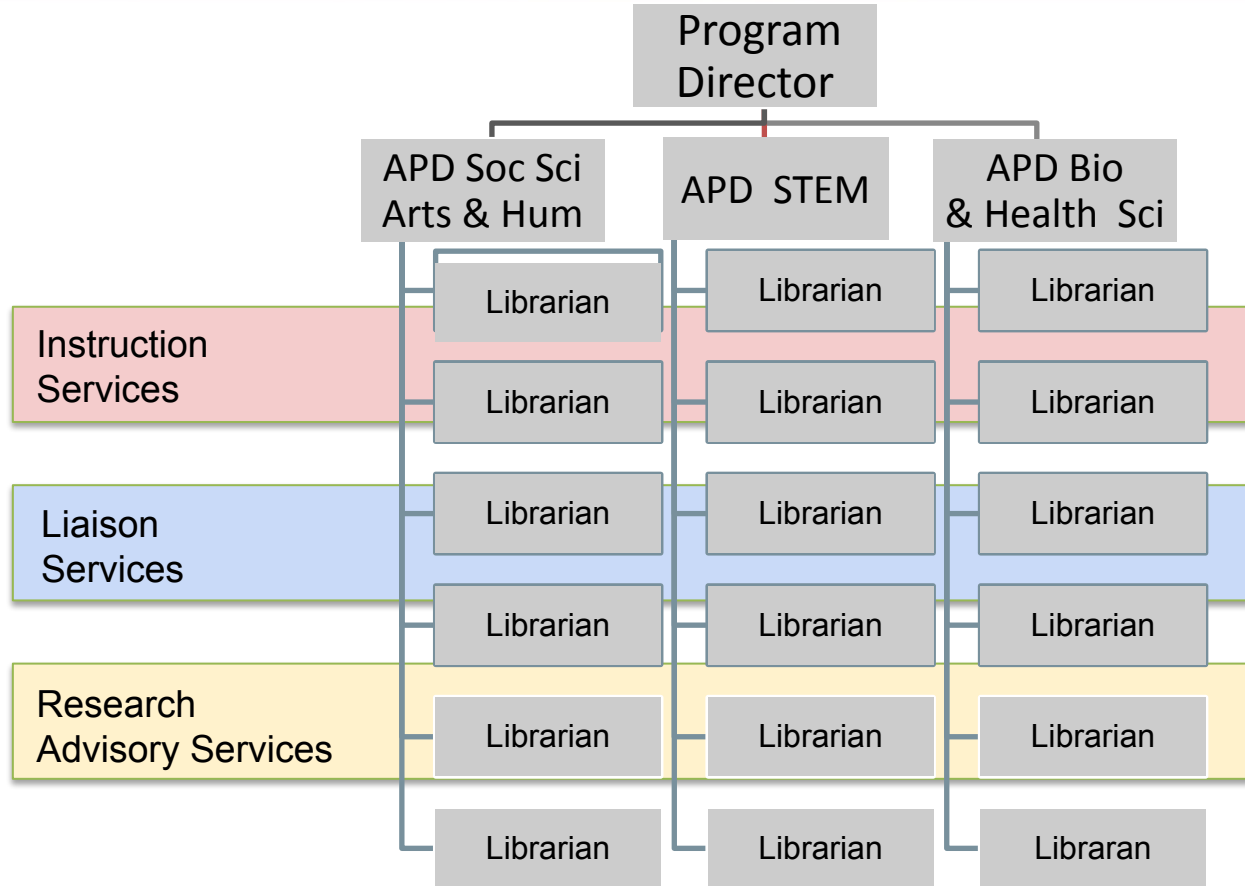 Program
Director
APD Soc Sci
Arts & Hum
APD  STEM
APD Bio
& Health  Sci
Librarian
Librarian
Librarian
Instruction
Services
Librarian
Librarian
Librarian
Liaison
Services
Librarian
Librarian
Librarian
Librarian
Librarian
Librarian
Research
Advisory Services
Librarian
Librarian
Librarian
Librarian
Librarian
Libraran